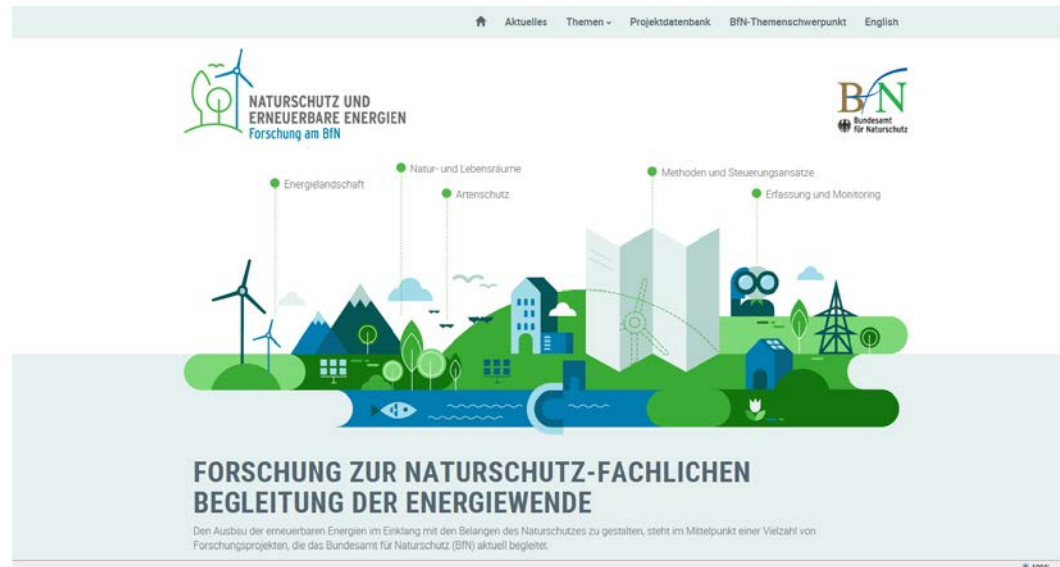 Aktuelles Themen Projektdatenbank BfN-Themenschwerpunkt English
NATURSCHUTZ UND
ERNEUERBARE ENERGIEN
Forschung am BfN
BfN
Bundesamt
für Naturschutz
Natur- und Lebensräume
Methoden und Steuerungsansätze
Energielandschaft
Artenschutz
Erfassung und Monitoring
FORSCHUNG ZUR NATURSCHUTZ-FACHLICHEN
BEGLEITUNG DER ENERGIEWENDE
Den Ausbau der erneuerbaren Energien im Einklang mit den Belangen des Naturschutzes zu gestalten, steht im Mittelpunkt einer Vielzahl von
Forschungsprojekten, die das Bundesamt für Naturschutz (BfN) aktuell begleitet.